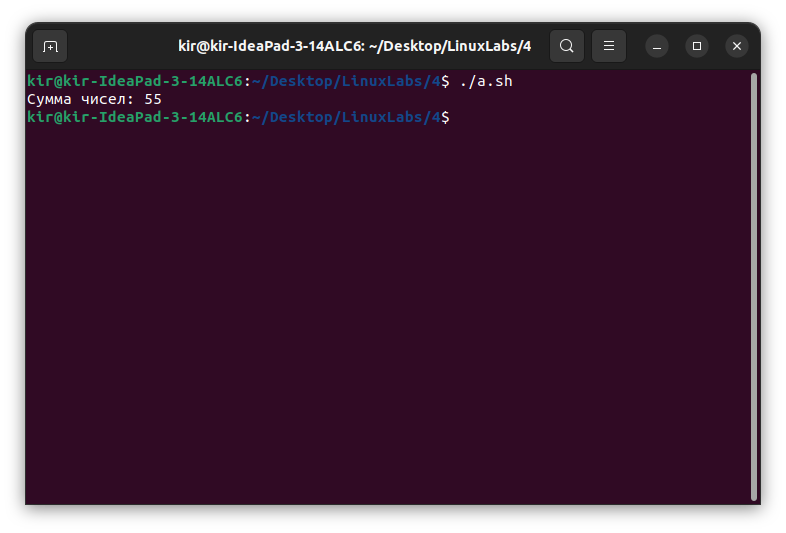 kir@kir-IdeaPad-3-14ALC6: ~/Desktop/LinuxLabs/4
kir@kir-IdeaPad-3-14ALC6:~/Desktop/LinuxLabs/4$ ./a.sh
Сумма чисел: 55
kir@kir-IdeaPad-3-14ALC6:~/Desktop/LinuxLabs/4$